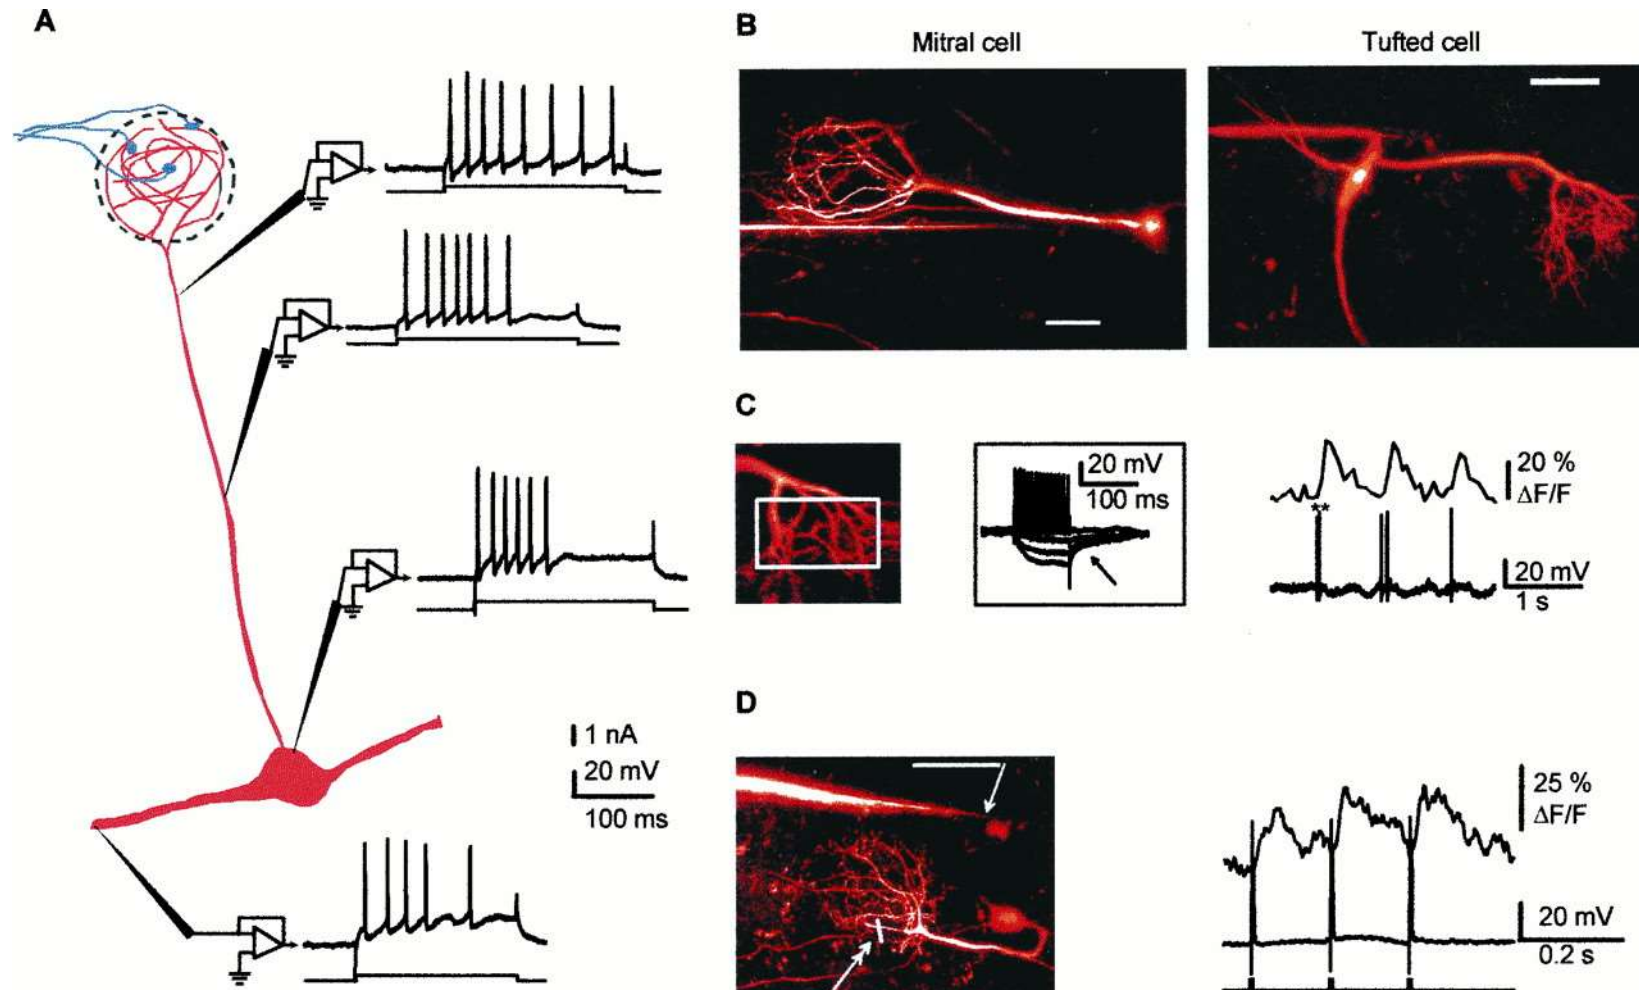 A
B
Mitral cell
Tufted cell
C
20 mV
100 ms
20 %
ΔF/F
**
20 mV
1 s
1 nA
20 mV
100 ms
D
25 %
ΔF/F
20 mV
0.2 s